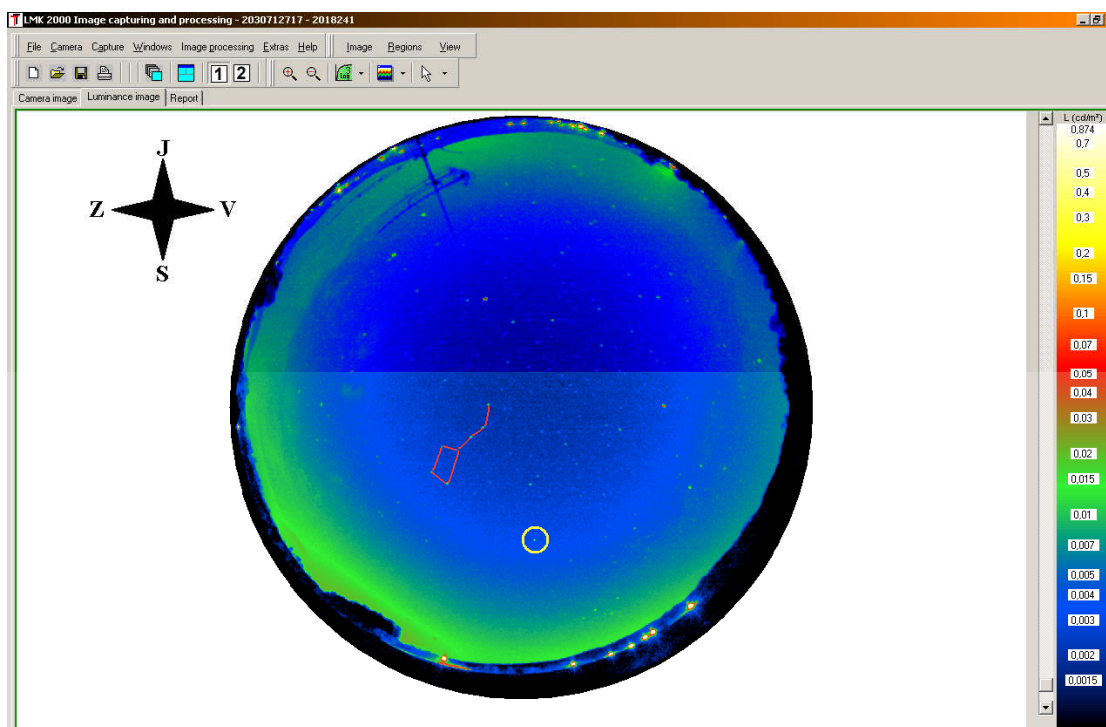 LMK 2000 Image capturing and processing - 2030712717 - 2018241
File Camera Capture Windows Image processing Extras Help Image Regions View
1 2 Log
Camera image Luminance image Report
L (cd/m²)
0,874
0,7
0,5
0,4
0,3
0,2
0,15
0,1
0,07
0,05
0,04
0,03
0,02
0,015
0,01
0,007
0,005
0,004
0,003
0,002
0,0015
J
Z V
S